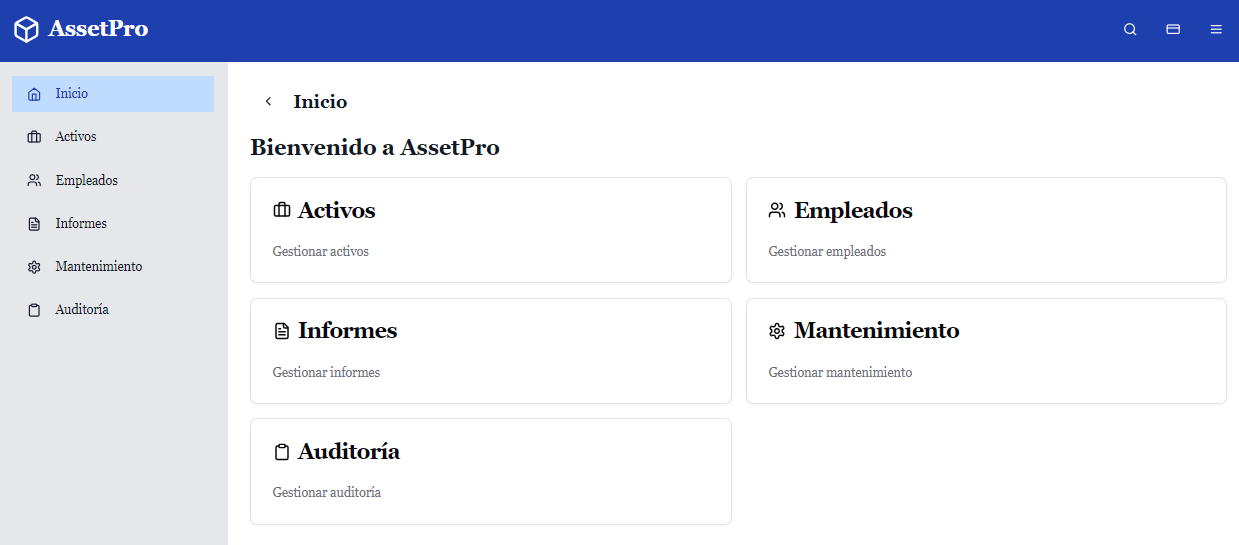 AssetPro
Inicio
Activos
Empleados
Informes
Mantenimiento
Auditoría
Inicio
Bienvenido a AssetPro
Activos
Gestionar activos
Empleados
Gestionar empleados
Informes
Gestionar informes
Mantenimiento
Gestionar mantenimiento
Auditoría
Gestionar auditoría